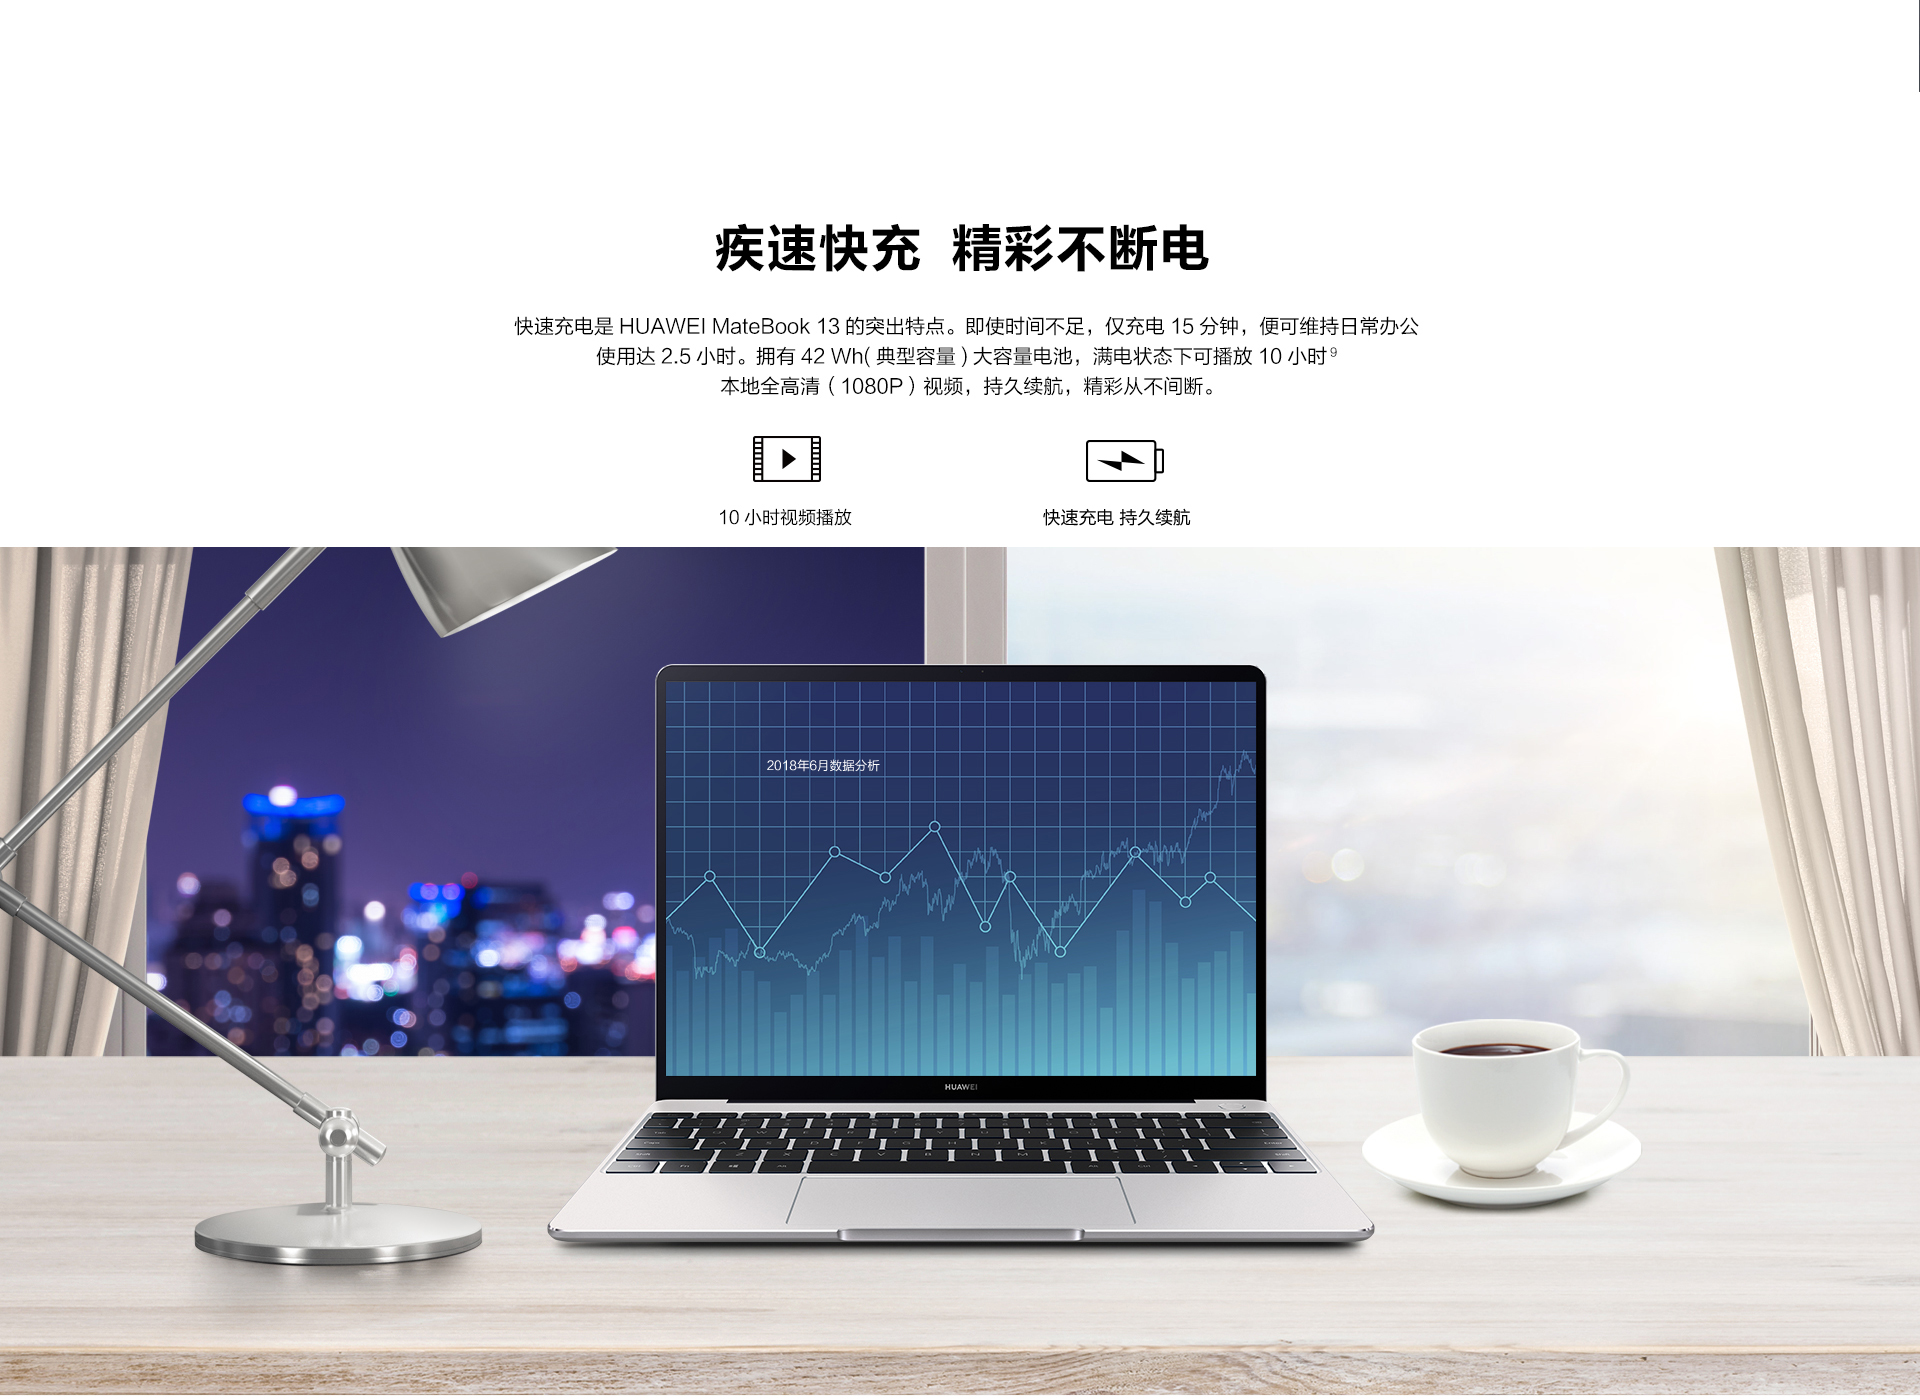 疾速快充 精彩不断电
快速充电是 HUAWEI MateBook 13 的突出特点。即使时间不足，仅充电 15 分钟，便可维持日常办公
使用达 2.5 小时。拥有 42 Wh( 典型容量 ) 大容量电池，满电状态下可播放 10 小时⁹
本地全高清（1080P）视频，持久续航，精彩从不间断。
10 小时视频播放
快速充电 持久续航
2018年6月数据分析
HUAWEI